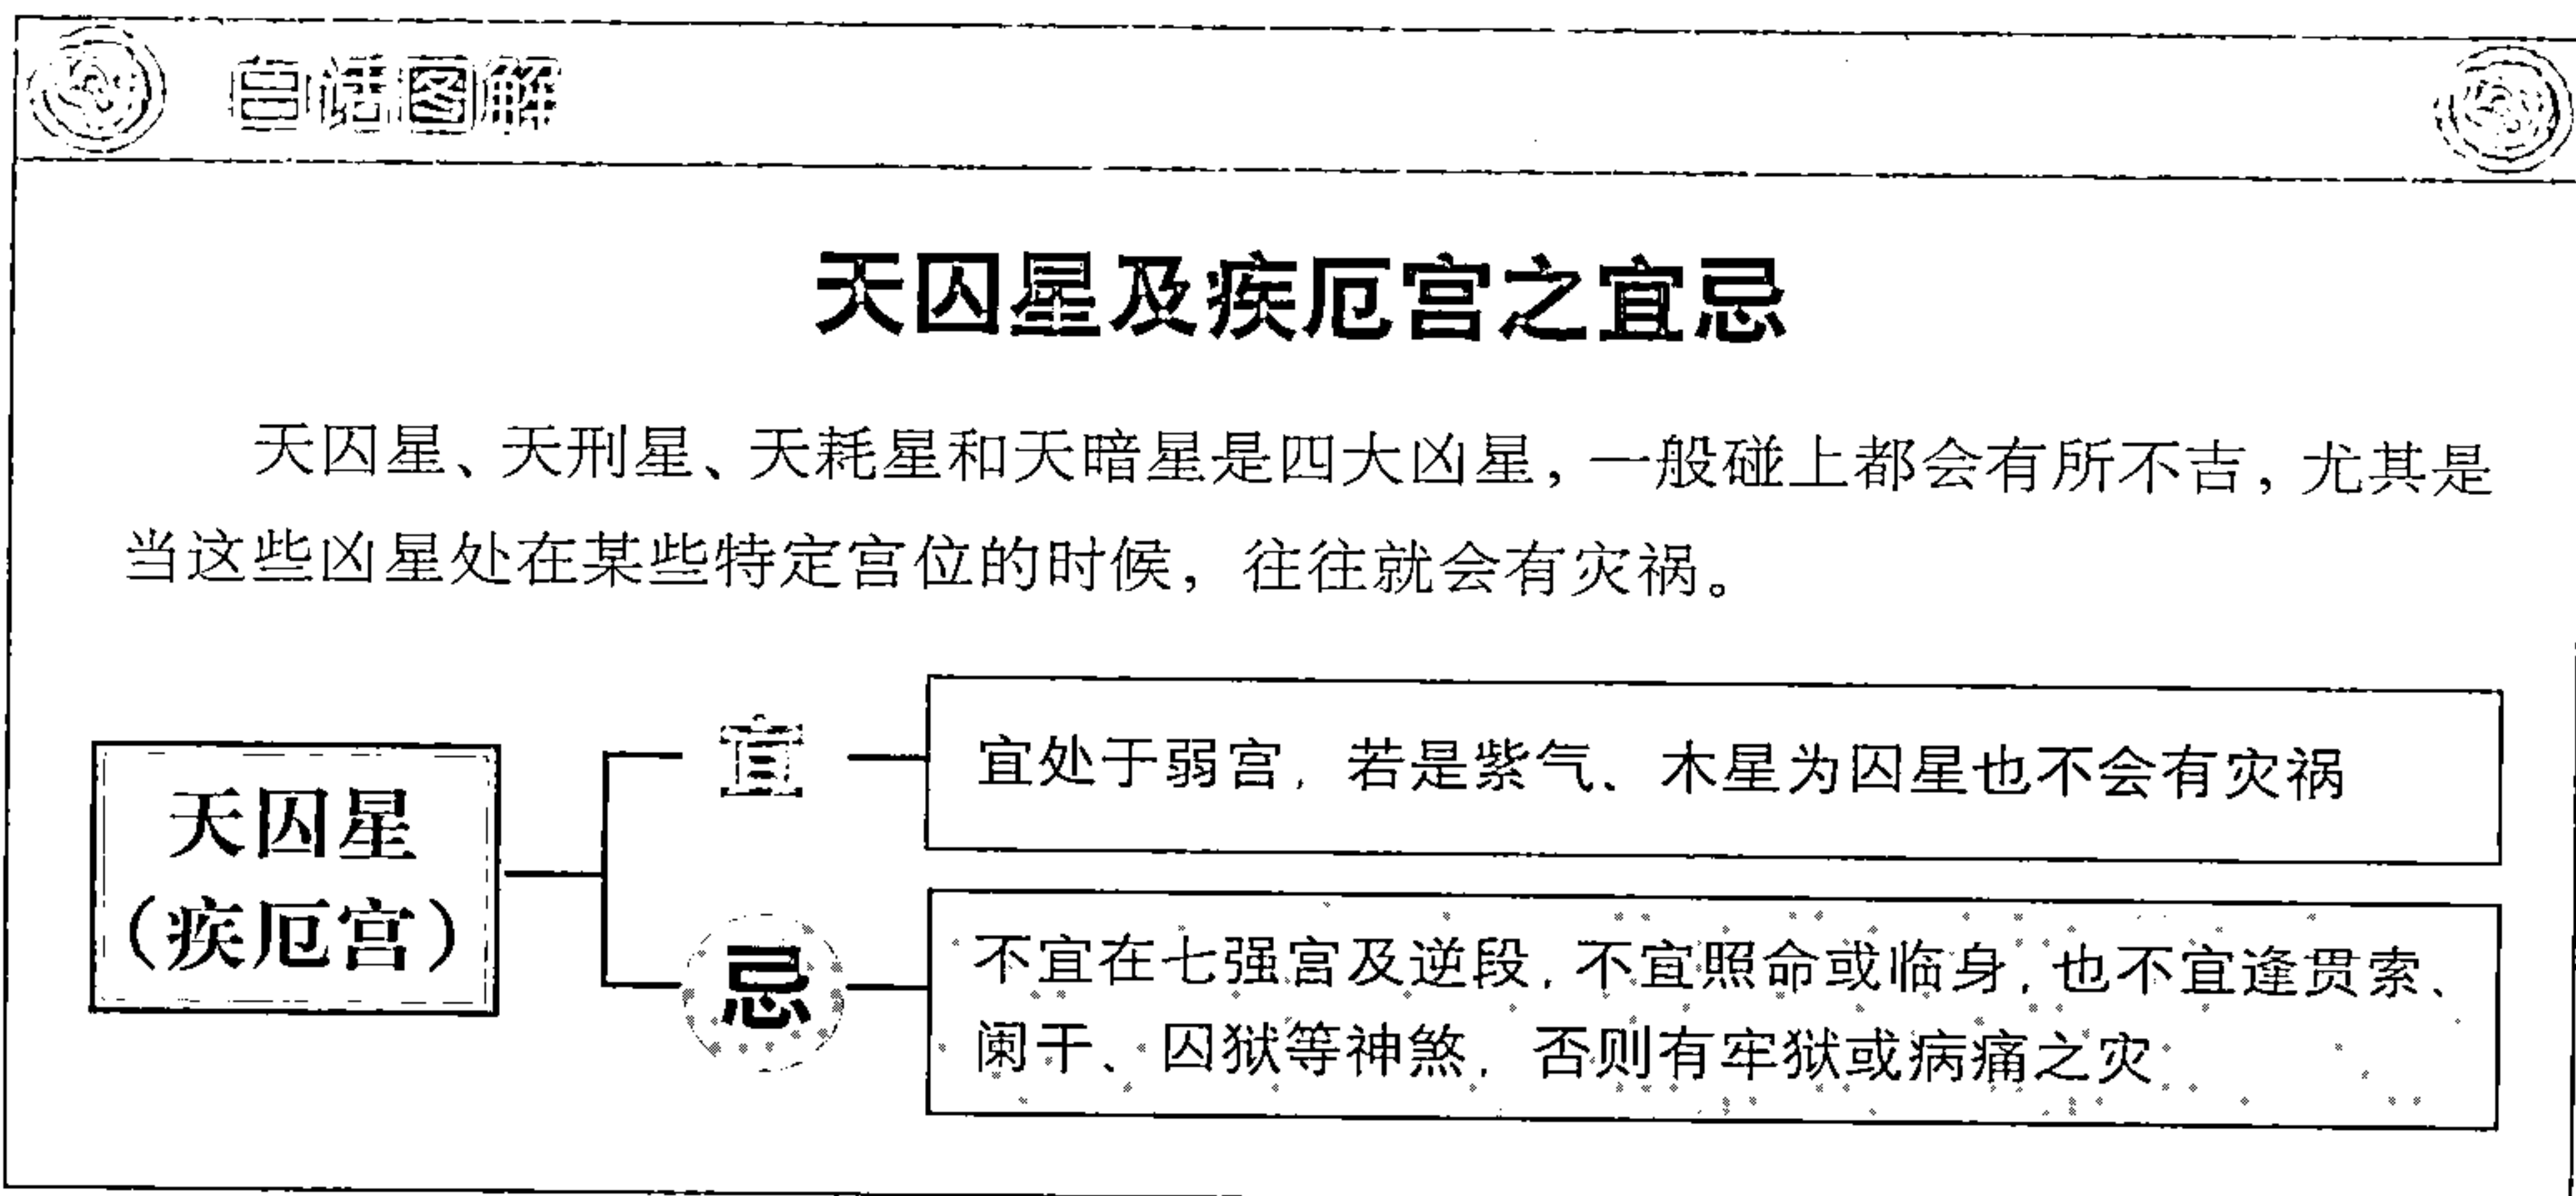 白话图解
天囚星及疾厄宫之宜忌
天囚星、天刑星、天耗星和天暗星是四大凶星，一般碰上都会有所不吉，尤其是
当这些凶星处在某些特定宫位的时候，往往就会有灾祸。
天囚星
（疾厄宫）
宜
宜处于弱宫，若是紫气、木星为囚星也不会有灾祸
忌
不宜在七强宫及逆段，不宜照命或临身，也不宜逢贯索、
阑干、囚狱等神煞，否则有牢狱或病痛之灾